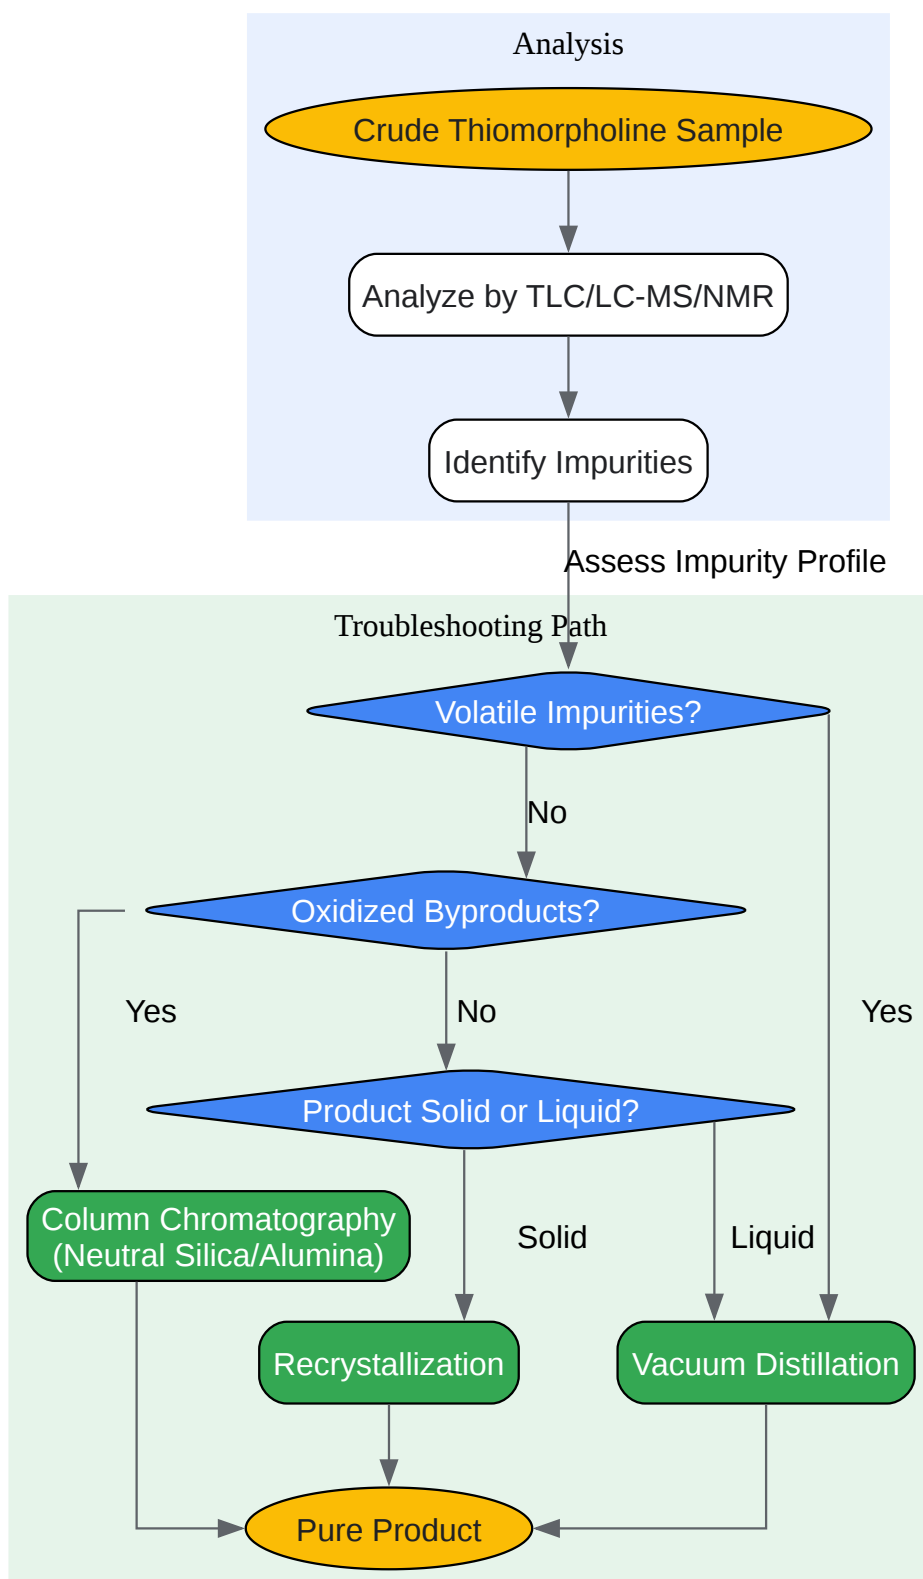 Analysis
Crude Thiomorpholine Sample
Analyze by TLC/LC-MS/NMR
Identify Impurities
Assess Impurity Profile
Troubleshooting Path
Volatile Impurities?
No
Oxidized Byproducts?
Yes
No
Yes
Product Solid or Liquid?
Column Chromatography
(Neutral Silica/Alumina)
Solid
Liquid
Recrystallization
Vacuum Distillation
Pure Product